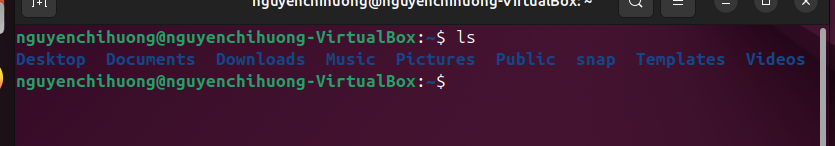 nguyenchihuong@nguyenchihuong-VirtualBox: ~
nguyenchihuong@nguyenchihuong-VirtualBox:~$ ls
Desktop Documents Downloads Music Pictures Public snap Templates Videos
nguyenchihuong@nguyenchihuong-VirtualBox:~$